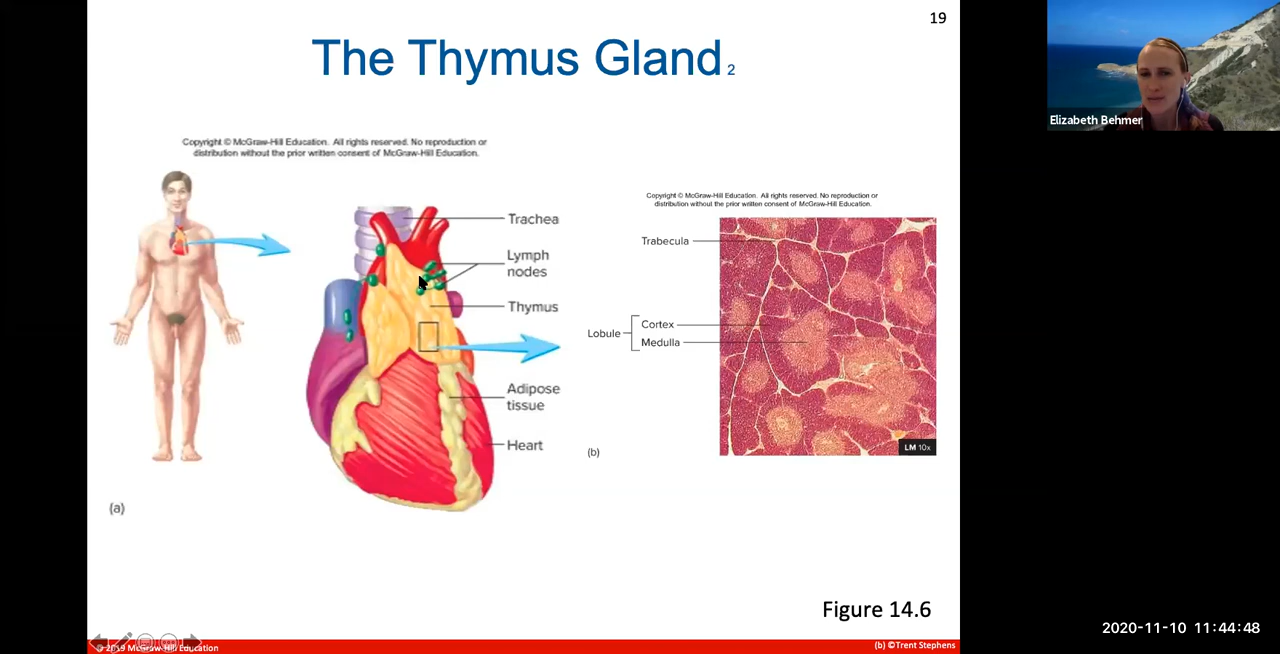 19
The Thymus Gland 2
Elizabeth Behmer
Copyright © McGraw-Hill Education. All rights reserved. No reproduction or
distribution without the prior written consent of McGraw-Hill Education.
Trachea
Lymph
nodes
Thymus
Adipose
tissue
Heart
(a)
Copyright © McGraw-Hill Education. All rights reserved. No reproduction or
distribution without the prior written consent of McGraw-Hill Education.
Trabecula
Lobule
Cortex
Medulla
LM 10x
(b)
Figure 14.6
2020-11-10 11:44:48
© 2019 McGraw-Hill Education
(b) ©Trent Stephens